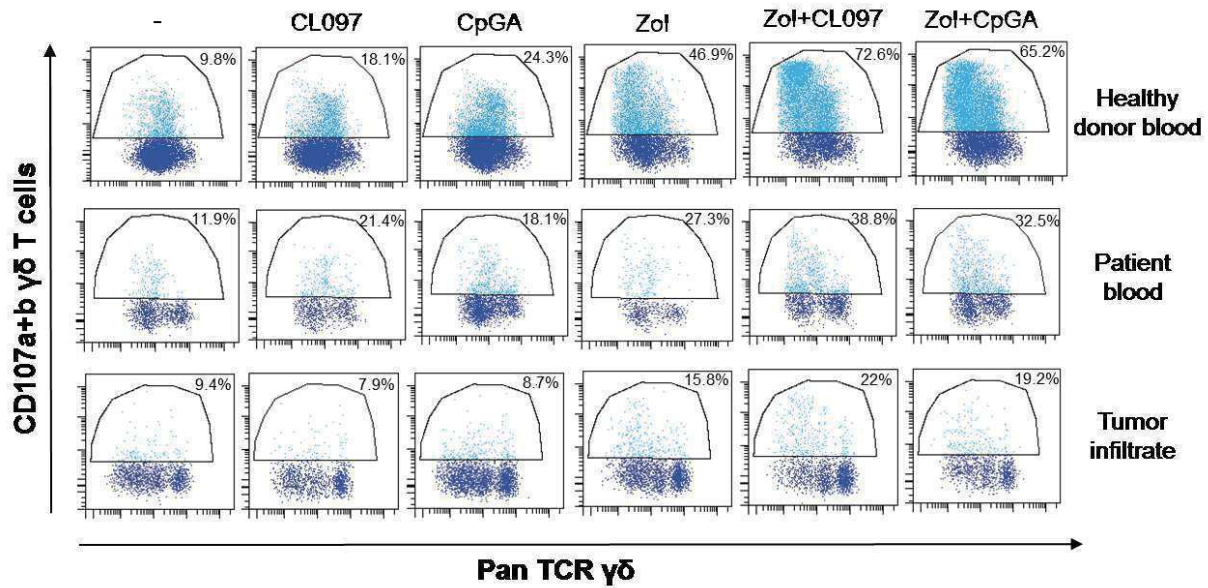 - CL097 CpGA Zol Zol+CL097 Zol+CpGA
9.8% 18.1% 24.3% 46.9% 72.6% 65.2%
Healthy
donor blood
11.9% 21.4% 18.1% 27.3% 38.8% 32.5%
Patient
blood
9.4% 7.9% 8.7% 15.8% 22% 19.2%
Tumor
infiltrate
CD107a+b γδ T cells
Pan TCR γδ